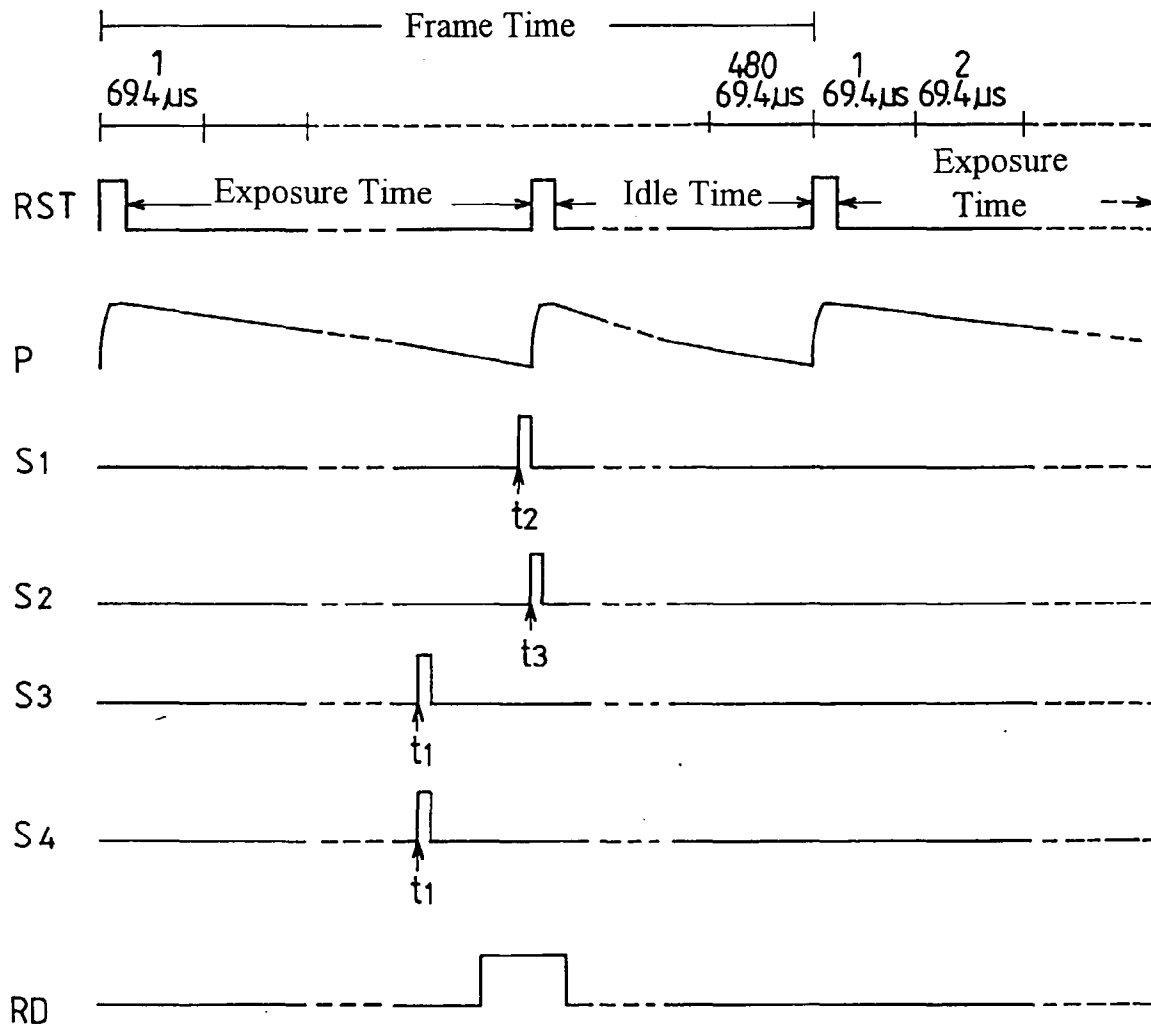 Frame Time
1 480 1 2
69.4µs 69.4µs 69.4µs 69.4µs
RST Exposure Time Idle Time Exposure Time
P
S1
t2
S2
t3
S3
t1
S4
t1
RD